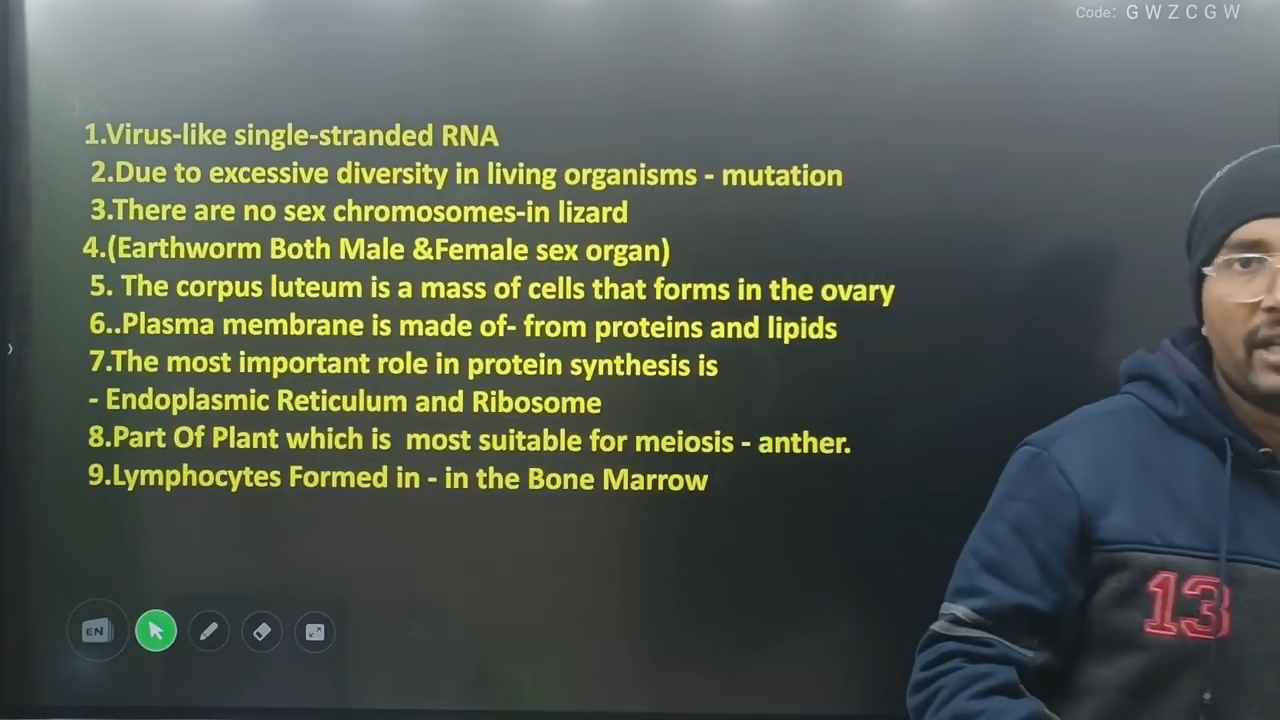 Code: GWZCGW
1.Virus-like single-stranded RNA
2.Due to excessive diversity in living organisms - mutation
3.There are no sex chromosomes-in lizard
4.(Earthworm Both Male &Female sex organ)
5. The corpus luteum is a mass of cells that forms in the ovary
6..Plasma membrane is made of- from proteins and lipids
7.The most important role in protein synthesis is
- Endoplasmic Reticulum and Ribosome
8.Part Of Plant which is  most suitable for meiosis - anther.
9.Lymphocytes Formed in - in the Bone Marrow
EN
13